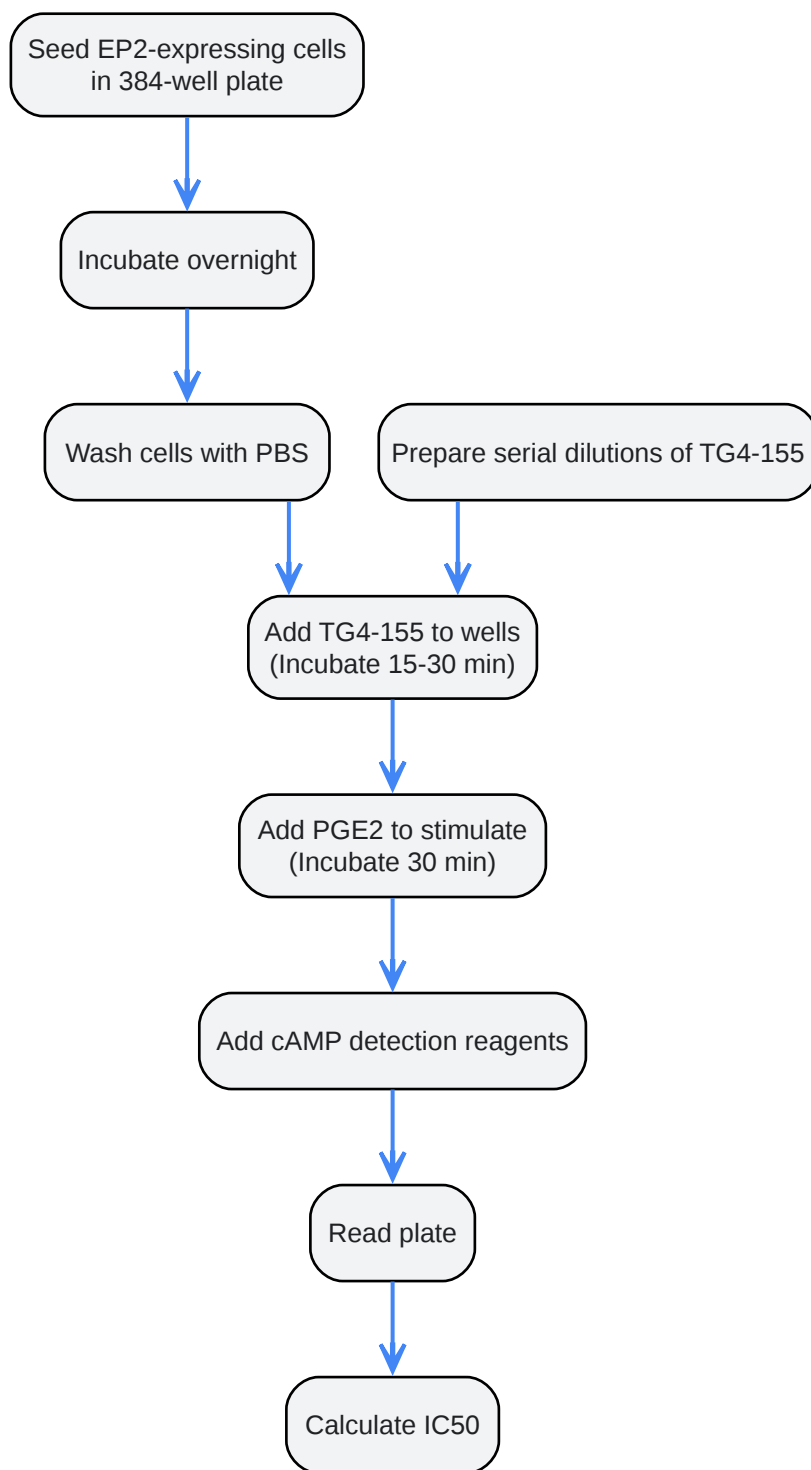 Seed EP2-expressing cells
in 384-well plate
Incubate overnight
Wash cells with PBS
Prepare serial dilutions of TG4-155
Add TG4-155 to wells
(Incubate 15-30 min)
Add PGE2 to stimulate
(Incubate 30 min)
Add cAMP detection reagents
Read plate
Calculate IC50